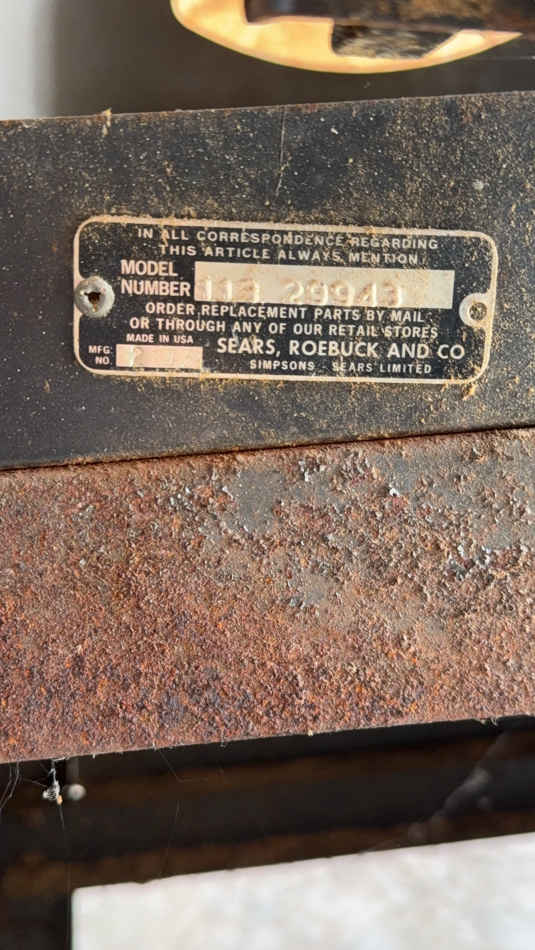 IN ALL CORRESPONDENCE REGARDING
THIS ARTICLE ALWAYS MENTION
MODEL
NUMBER 113 29943
ORDER REPLACEMENT PARTS BY MAIL
OR THROUGH ANY OF OUR RETAIL STORES
MADE IN USA
SEARS, ROEBUCK AND CO
MFG.
NO.
SIMPSONS - SEARS LIMITED